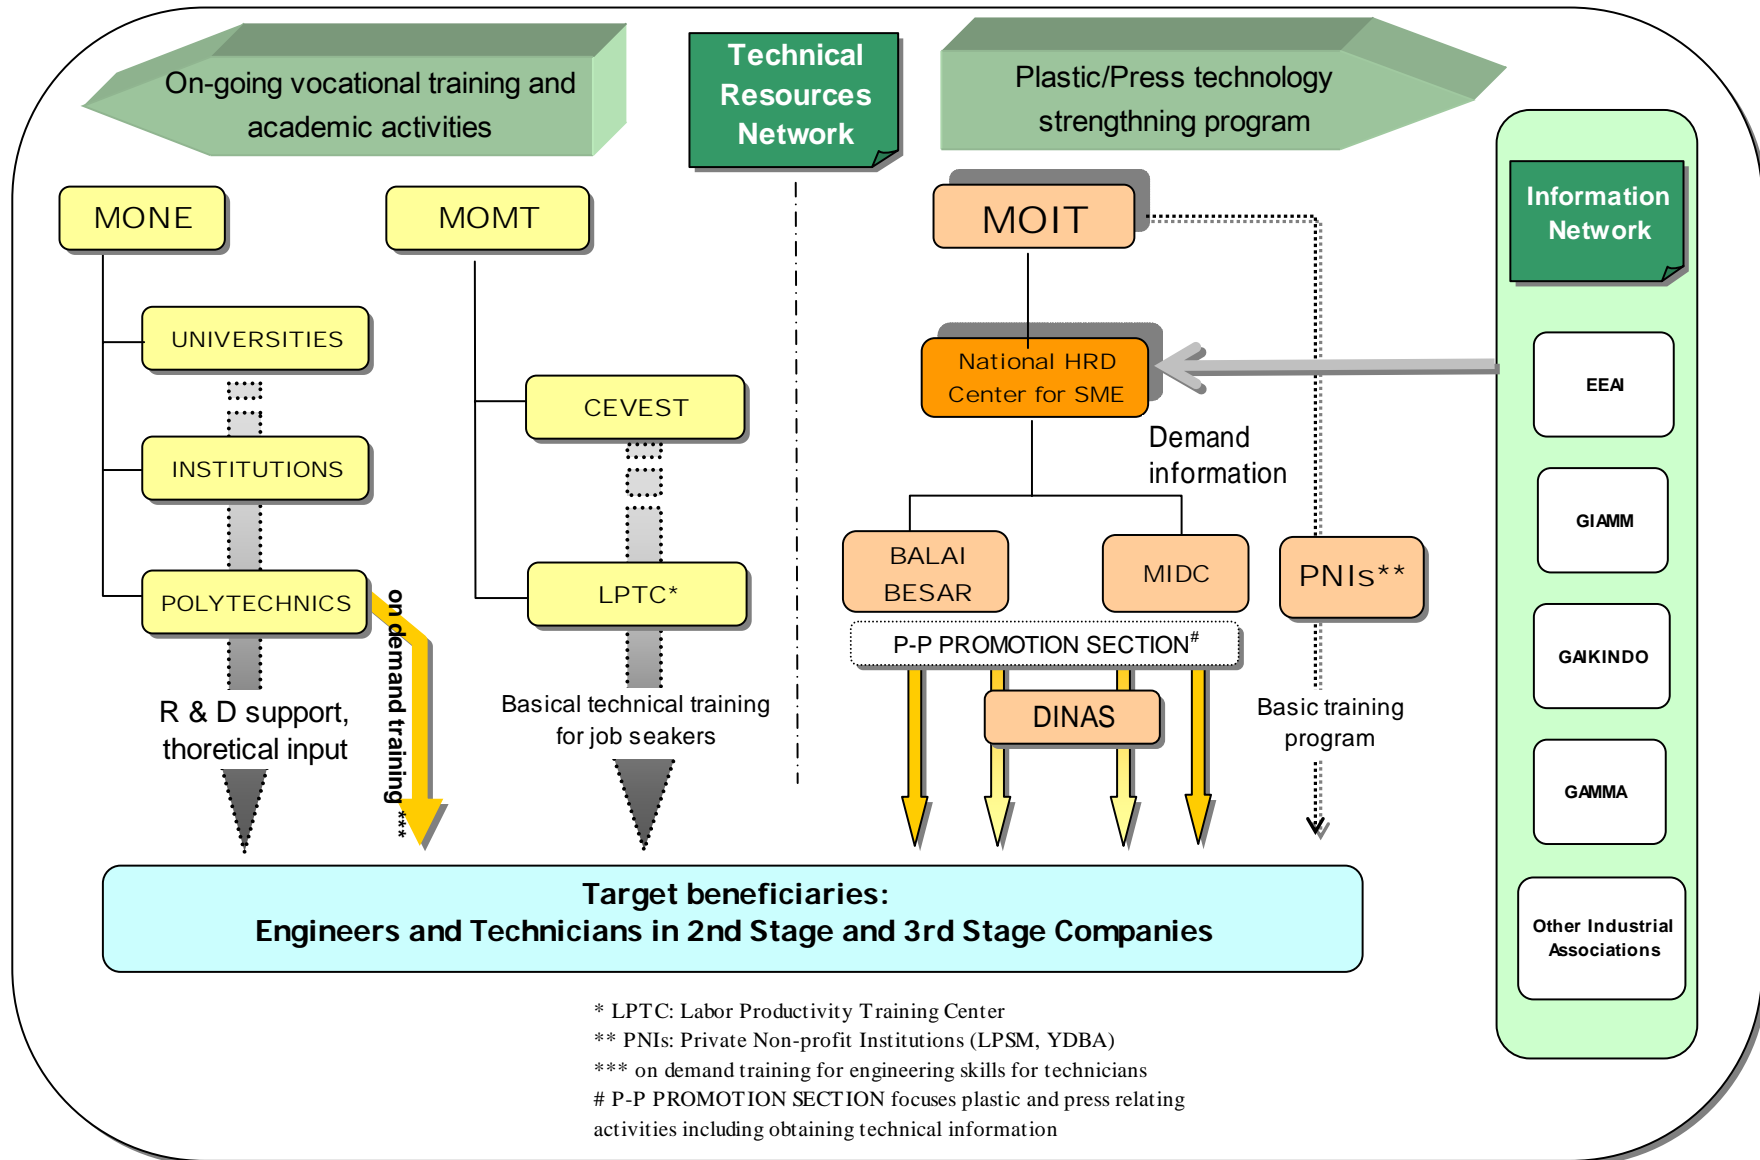 On-going vocational training and
academic activities
Technical
Resources
Network
Plastic/Press technology
strengthning program
Information
Network
MONE
MOMT
MOIT
UNIVERSITIES
INSTITUTIONS
POLYTECHNICS
CEVEST
LPTC*
National HRD
Center for SME
Demand
information
BALAI
BESAR
MIDC
PNIs**
P-P PROMOTION SECTION#
DINAS
on demand training ***
R & D support,
thoretical input
Basical technical training
for job seakers
Basic training
program
EEAI
GIAMM
GAIKINDO
GAMMA
Other Industrial
Associations
Target beneficiaries:
Engineers and Technicians in 2nd Stage and 3rd Stage Companies
* LPTC: Labor Productivity Training Center
** PNIs: Private Non-profit Institutions (LPSM, YDBA)
*** on demand training for engineering skills for technicians
# P-P PROMOTION SECTION focuses plastic and press relating
activities including obtaining technical information